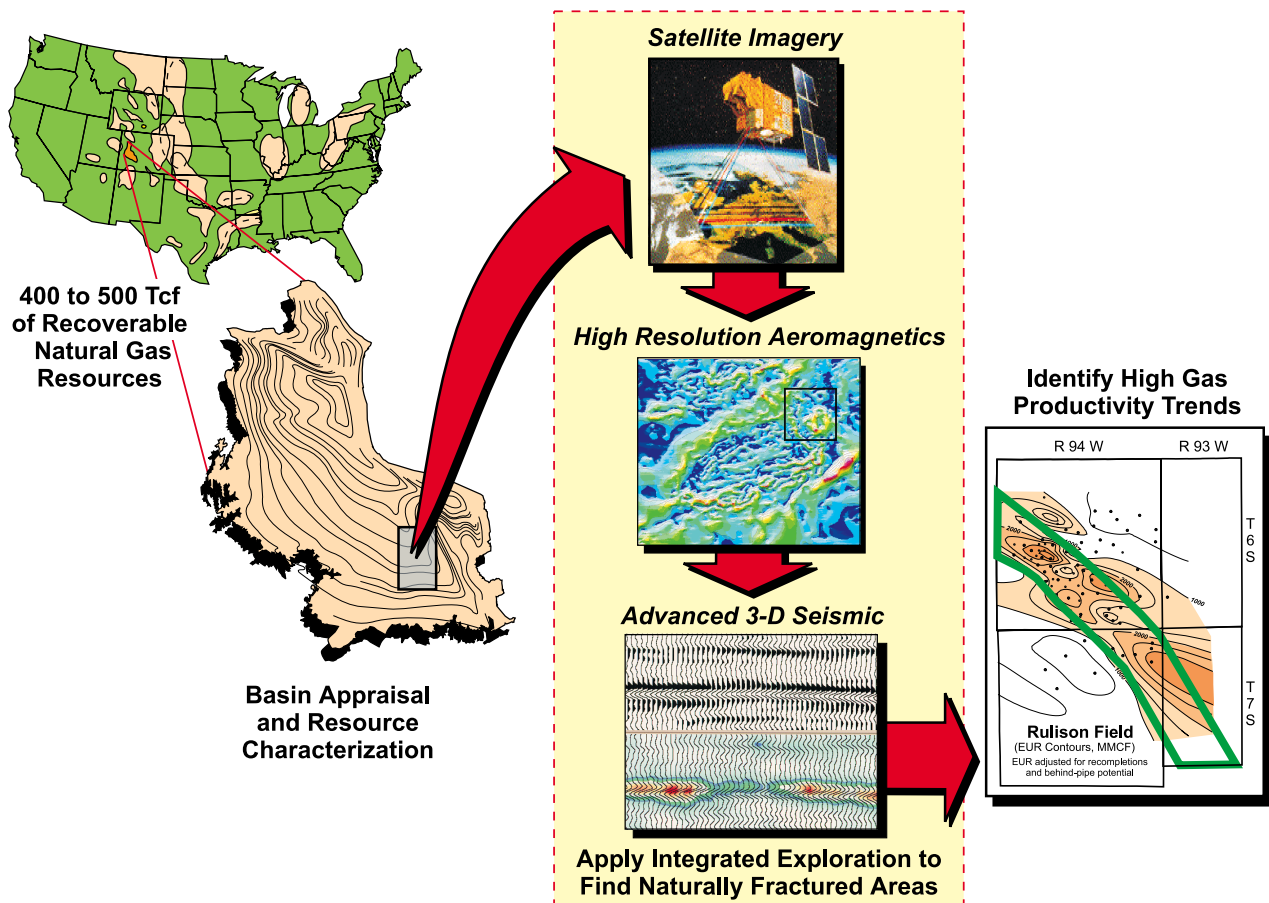 400 to 500 Tcf
of Recoverable
Natural Gas
Resources
Basin Appraisal
and Resource
Characterization
Satellite Imagery
High Resolution Aeromagnetics
Advanced 3-D Seismic
Apply Integrated Exploration to
Find Naturally Fractured Areas
Identify High Gas
Productivity Trends
R 94 W
R 93 W
T
6
S
T
7
S
2000
2000
1000
2000
1000
Rulison Field
(EUR Contours, MMCF)
EUR adjusted for recompletions
and behind-pipe potential